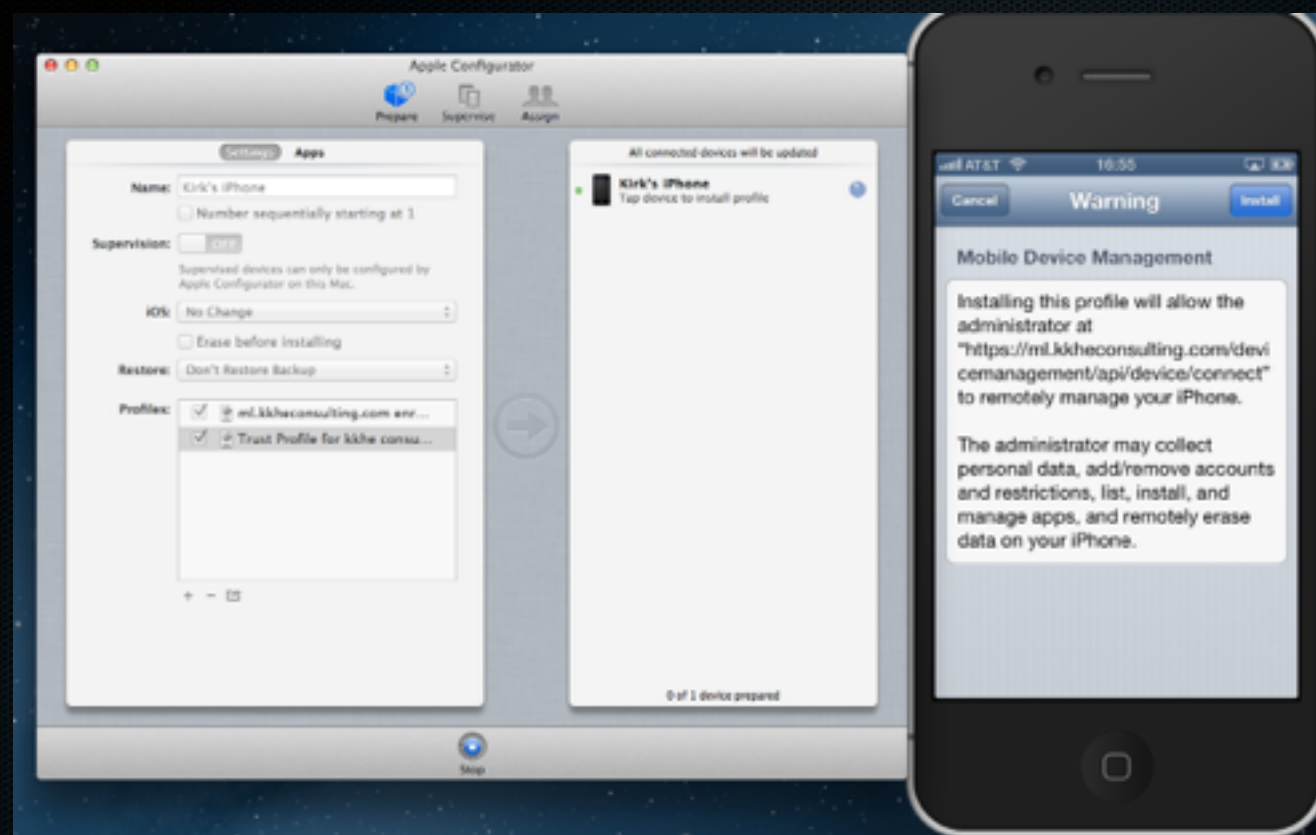 Apple Configurator
Prepare Supervise Assign
Settings Apps
Name: Kirk's iPhone
Number sequentially starting at 1
Supervision: OFF
Supervised devices can only be configured by
Apple Configurator on this Mac.
iOS: No Change
Erase before installing
Restore: Don't Restore Backup
Profiles: ml.kkheconsulting.com enr...
Trust Profile for kkhe consu...
+ -
All connected devices will be updated
Kirk's iPhone
Tap device to install profile
0 of 1 device prepared
Stop
AT&T 16:55
Cancel Warning Install
Mobile Device Management
Installing this profile will allow the
administrator at
"https://ml.kkheconsulting.com/devi
cemanagement/api/device/connect"
to remotely manage your iPhone.
The administrator may collect
personal data, add/remove accounts
and restrictions, list, install, and
manage apps, and remotely erase
data on your iPhone.